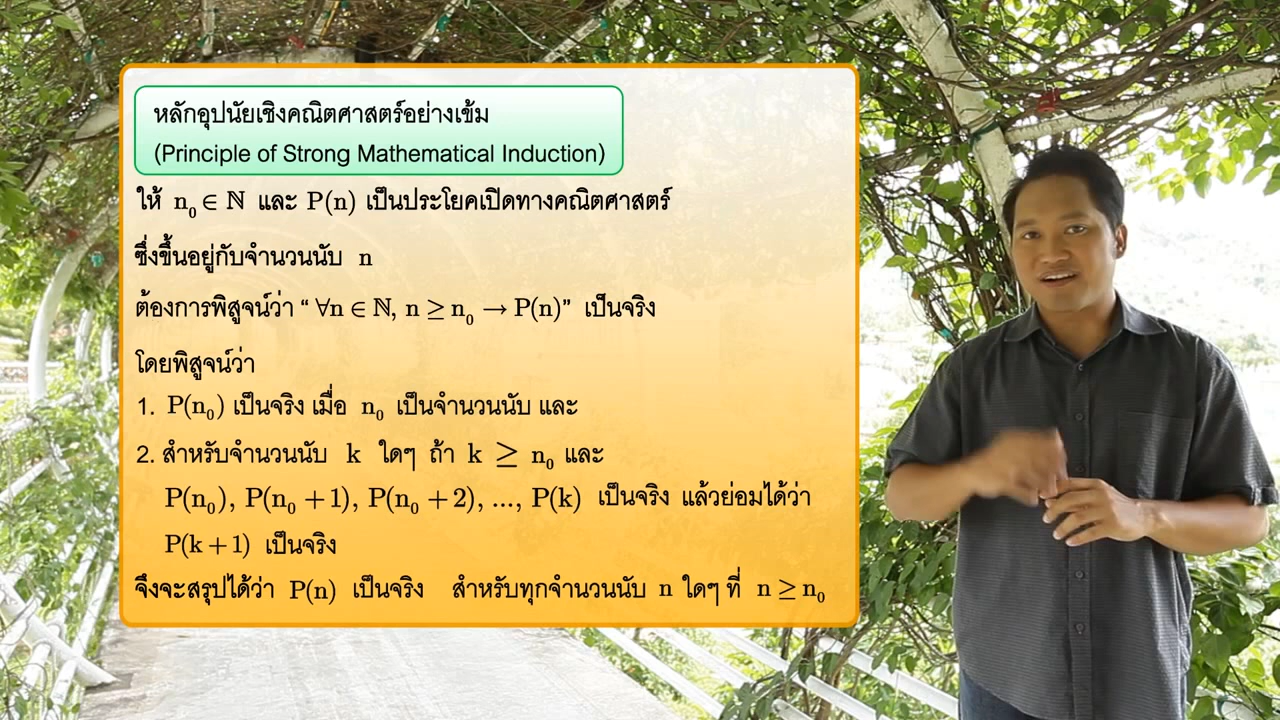 หลักอุปนัยเชิงคณิตศาสตร์อย่างเข้ม
(Principle of Strong Mathematical Induction)
ให้ n₀ ∈ ℕ และ P(n) เป็นประโยคเปิดทางคณิตศาสตร์
ซึ่งขึ้นอยู่กับจำนวนนับ n
ต้องการพิสูจน์ว่า “ ∀n ∈ ℕ, n ≥ n₀ → P(n)” เป็นจริง
โดยพิสูจน์ว่า
1. P(n₀) เป็นจริง เมื่อ n₀ เป็นจำนวนนับ และ
2. สำหรับจำนวนนับ k ใดๆ ถ้า k ≥ n₀ และ
P(n₀), P(n₀ + 1), P(n₀ + 2), ..., P(k) เป็นจริง แล้วย่อมได้ว่า
P(k + 1) เป็นจริง
จึงจะสรุปได้ว่า P(n) เป็นจริง สำหรับทุกจำนวนนับ n ใดๆ ที่ n ≥ n₀